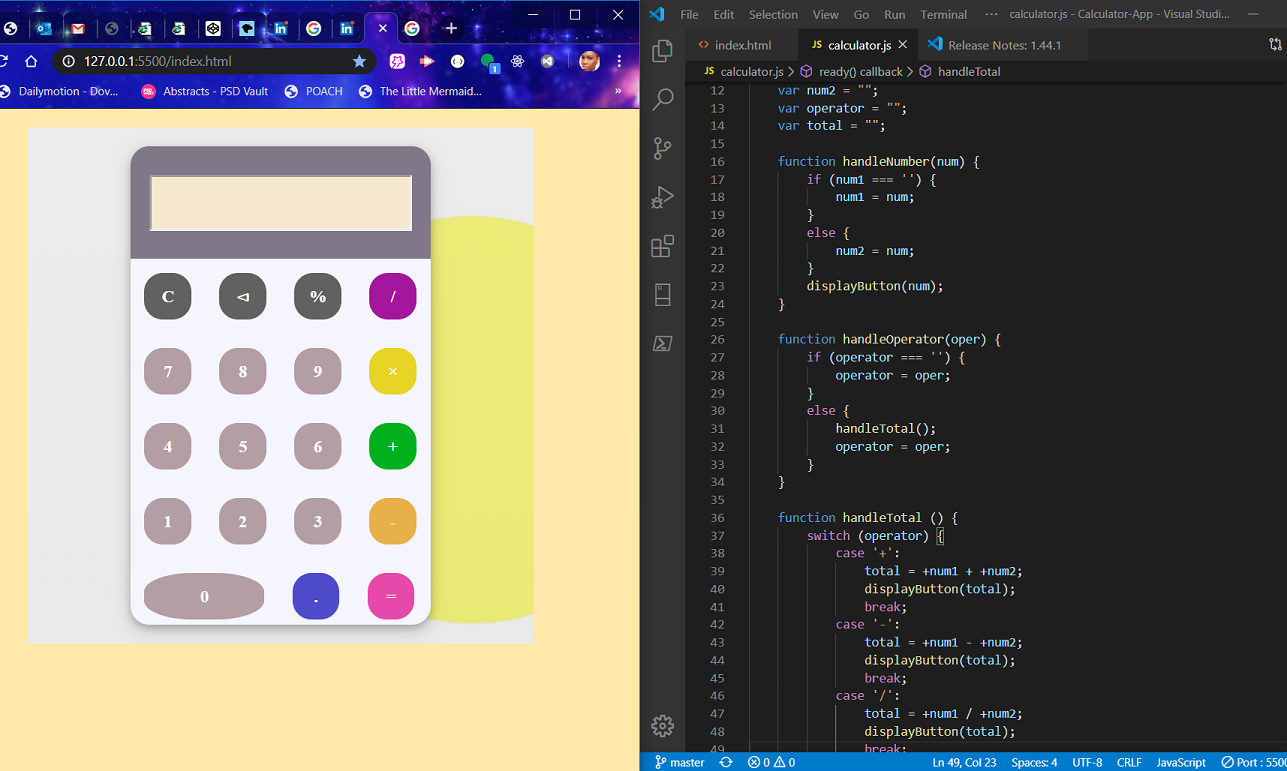 127.0.0.1:5500/index.html
1
Dailymotion - Dov...
Abstracts - PSD Vault
POACH
The Little Mermaid...
»
C ⊲ % /
7 8 9 ×
4 5 6 +
1 2 3 -
0 . =
File Edit Selection View Go Run Terminal ··· calculator.js - Calculator-App - Visual Studi...
<> index.html
JS calculator.js
Release Notes: 1.44.1
JS calculator.js > ready() callback > handleTotal
12 var num2 = "";
13 var operator = "";
14 var total = "";
15
16 function handleNumber(num) {
17 if (num1 === '') {
18 num1 = num;
19 }
20 else {
21 num2 = num;
22 }
23 displayButton(num);
24 }
25
26 function handleOperator(oper) {
27 if (operator === '') {
28 operator = oper;
29 }
30 else {
31 handleTotal();
32 operator = oper;
33 }
34 }
35
36 function handleTotal () {
37 switch (operator) {
38 case '+':
39 total = +num1 + +num2;
40 displayButton(total);
41 break;
42 case '-':
43 total = +num1 - +num2;
44 displayButton(total);
45 break;
46 case '/':
47 total = +num1 / +num2;
48 displayButton(total);
49 break;
master 0 0 Ln 49, Col 23 Spaces: 4 UTF-8 CRLF JavaScript Port : 550